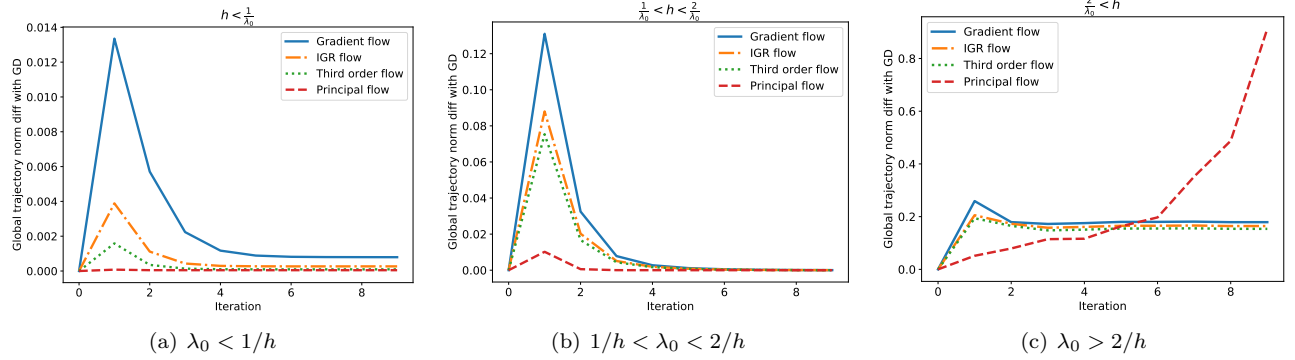 h < 1/λ0
Global trajectory norm diff with GD
0.014
0.012
0.010
0.008
0.006
0.004
0.002
0.000
Gradient flow
IGR flow
Third order flow
Principal flow
0 2 4 6 8
Iteration
(a) λ0 < 1/h
1/λ0 < h < 2/λ0
Global trajectory norm diff with GD
0.12
0.10
0.08
0.06
0.04
0.02
0.00
Gradient flow
IGR flow
Third order flow
Principal flow
0 2 4 6 8
Iteration
(b) 1/h < λ0 < 2/h
2/λ0 < h
Global trajectory norm diff with GD
0.8
0.6
0.4
0.2
0.0
Gradient flow
IGR flow
Third order flow
Principal flow
0 2 4 6 8
Iteration
(c) λ0 > 2/h